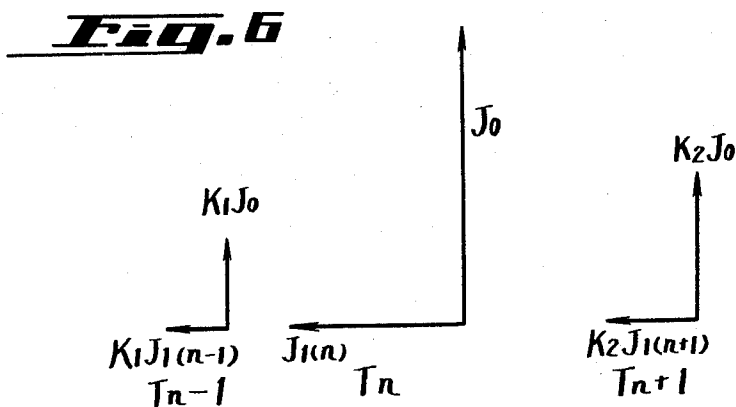 Fig. 6
J0
K2J0
K1J0
K1J1(n-1)
J1(n)
K2J1(n+1)
Tn-1
Tn
Tn+1